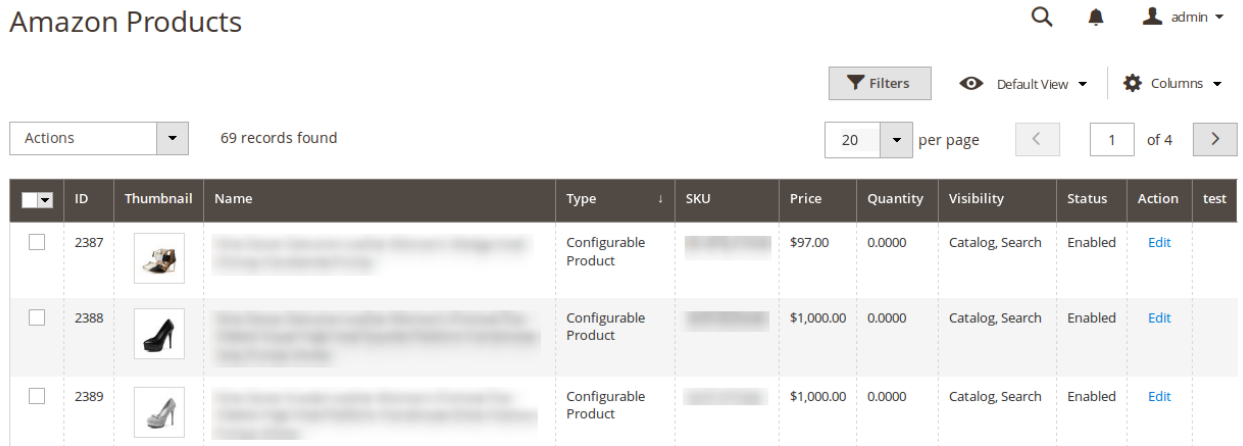 Amazon Products
admin
Filters
Default View
Columns
Actions
69 records found
20 per page
1 of 4
ID Thumbnail Name Type ↓ SKU Price Quantity Visibility Status Action test
2387 Configurable Product $97.00 0.0000 Catalog, Search Enabled Edit
2388 Configurable Product $1,000.00 0.0000 Catalog, Search Enabled Edit
2389 Configurable Product $1,000.00 0.0000 Catalog, Search Enabled Edit